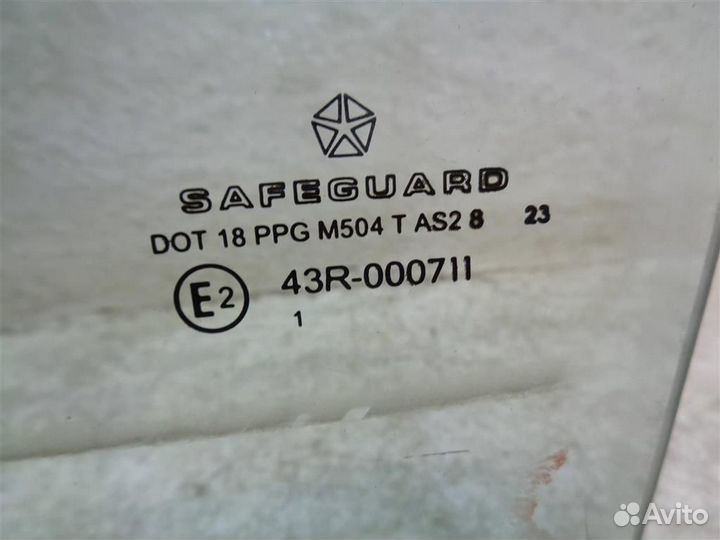 SAFEGUARD
DOT 18 PPG M504 T AS2 8 23
E2 43R-000711
1
Avito